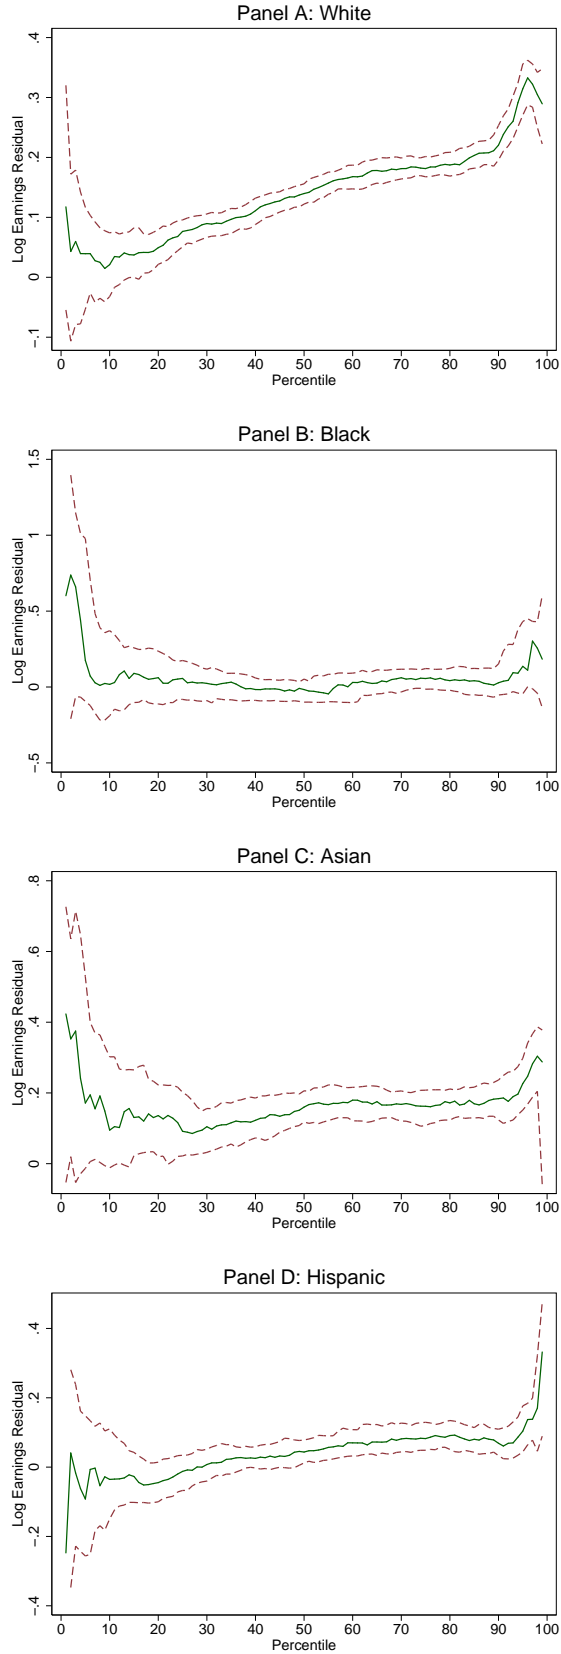 Panel A: White
Log Earnings Residual
.4
.3
.2
.1
0
-.1
0 10 20 30 40 50 60 70 80 90 100
Percentile
Panel B: Black
Log Earnings Residual
1.5
1
.5
0
-.5
0 10 20 30 40 50 60 70 80 90 100
Percentile
Panel C: Asian
Log Earnings Residual
.8
.6
.4
.2
0
0 10 20 30 40 50 60 70 80 90 100
Percentile
Panel D: Hispanic
Log Earnings Residual
.4
.2
0
-.2
-.4
0 10 20 30 40 50 60 70 80 90 100
Percentile